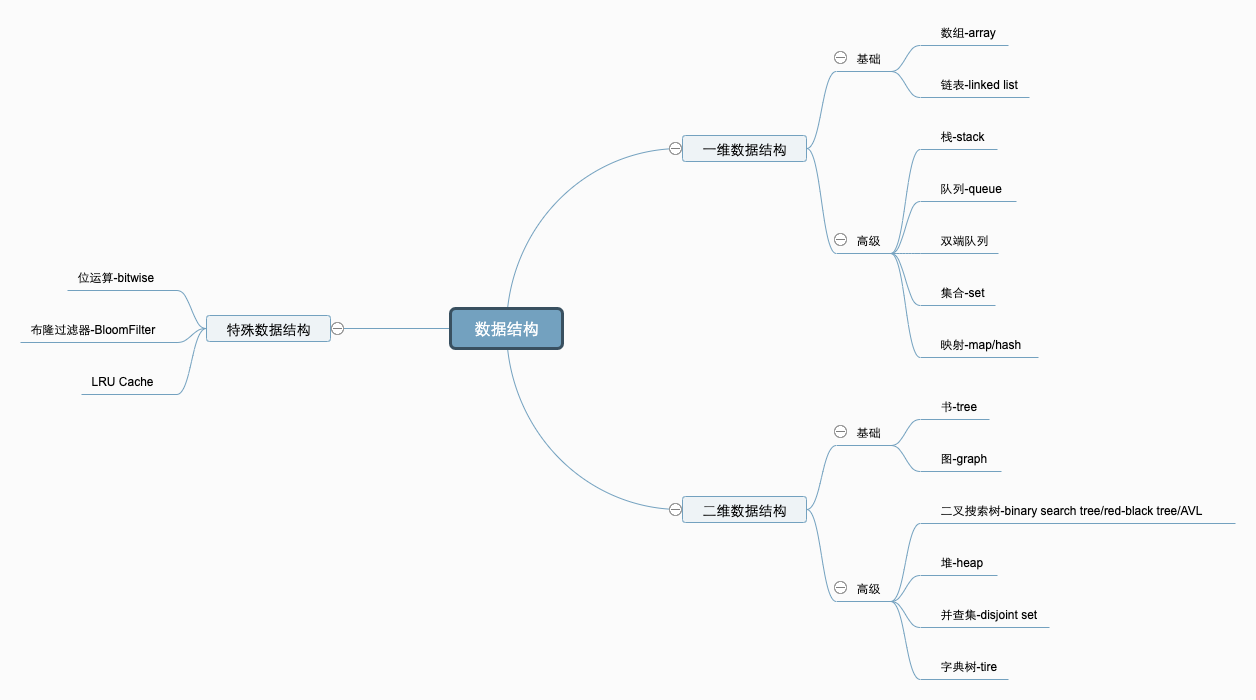 数据结构
一维数据结构
基础
数组-array
链表-linked list
高级
栈-stack
队列-queue
双端队列
集合-set
映射-map/hash
二维数据结构
基础
书-tree
图-graph
高级
二叉搜索树-binary search tree/red-black tree/AVL
堆-heap
并查集-disjoint set
字典树-tire
特殊数据结构
位运算-bitwise
布隆过滤器-BloomFilter
LRU Cache